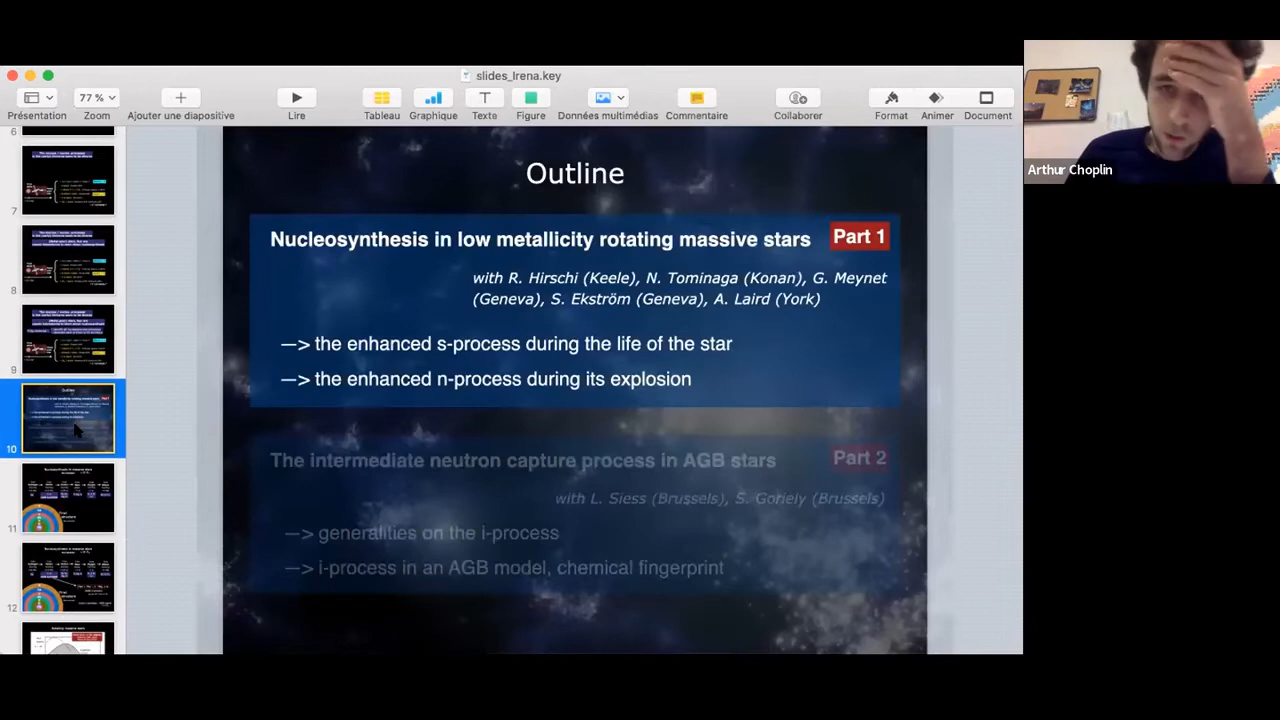 slides_Irena.key
77 %
Présentation
Zoom
Ajouter une diapositive
Lire
Tableau
Graphique
Texte
Figure
Données multimédias
Commentaire
Collaborer
Format
Animer
Document
Arthur Choplin
6
7
8
9
10
11
12
Outline
Nucleosynthesis in low metallicity rotating massive stars
Part 1
with R. Hirschi (Keele), N. Tominaga (Konan), G. Meynet
(Geneva), S. Ekström (Geneva), A. Laird (York)
—> the enhanced s-process during the life of the star
—> the enhanced n-process during its explosion
The intermediate neutron capture process in AGB stars
Part 2
with L. Siess (Brussels), S. Goriely (Brussels)
—> generalities on the i-process
—> i-process in an AGB model, chemical fingerprint